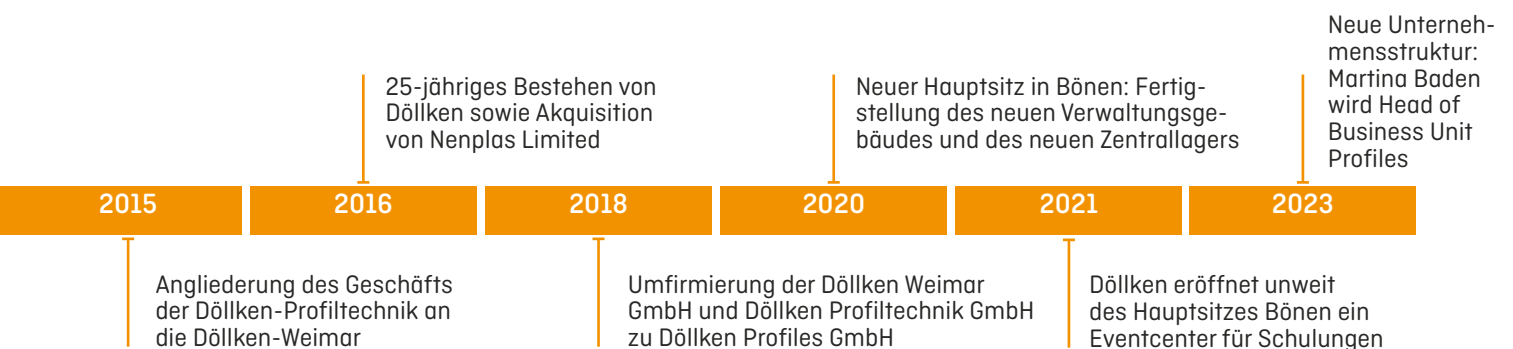 Neue Unterneh-
mensstruktur:
Martina Baden
wird Head of
Business Unit
Profiles
25-jähriges Bestehen von
Döllken sowie Akquisition
von Nenplas Limited
Neuer Hauptsitz in Bönen: Fertig-
stellung des neuen Verwaltungsge-
bäudes und des neuen Zentrallagers
2015
2016
2018
2020
2021
2023
Angliederung des Geschäfts
der Döllken-Profiltechnik an
die Döllken-Weimar
Umfirmierung der Döllken Weimar
GmbH und Döllken Profiltechnik GmbH
zu Döllken Profiles GmbH
Döllken eröffnet unweit
des Hauptsitzes Bönen ein
Eventcenter für Schulungen